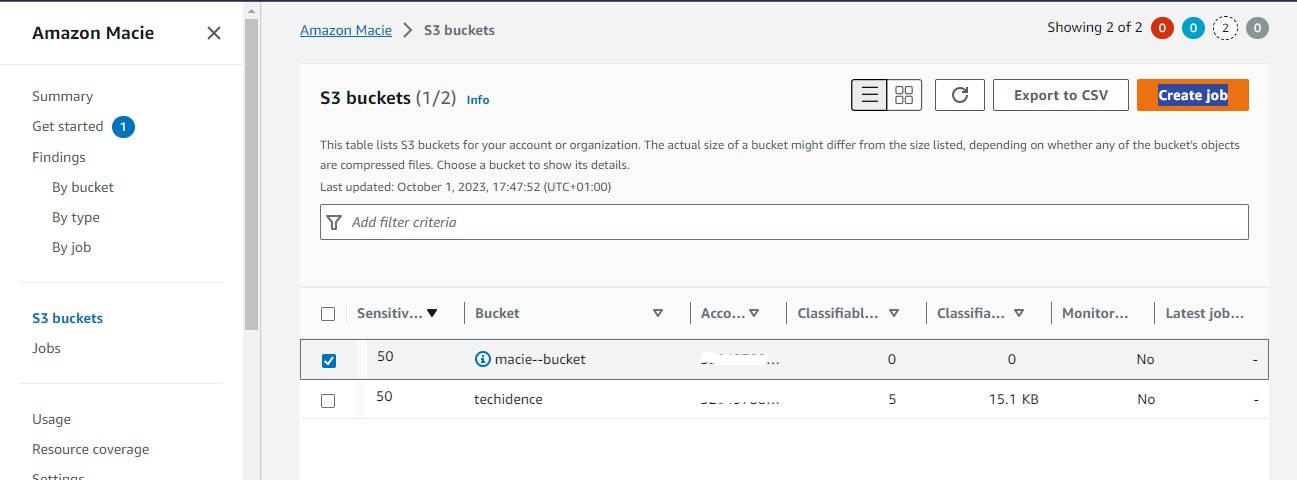 Amazon Macie
Summary
Get started 1
Findings
By bucket
By type
By job
S3 buckets
Jobs
Usage
Resource coverage
Settings
Amazon Macie > S3 buckets
Showing 2 of 2 0 0 2 0
S3 buckets (1/2) Info
Export to CSV
Create job
This table lists S3 buckets for your account or organization. The actual size of a bucket might differ from the size listed, depending on whether any of the bucket's objects
are compressed files. Choose a bucket to show its details.
Last updated: October 1, 2023, 17:47:52 (UTC+01:00)
Add filter criteria
Sensitiv... Bucket Acco... Classifiabl... Classifia... Monitor... Latest job...
50 macie--bucket 0 0 No -
50 techidence 5 15.1 KB No -